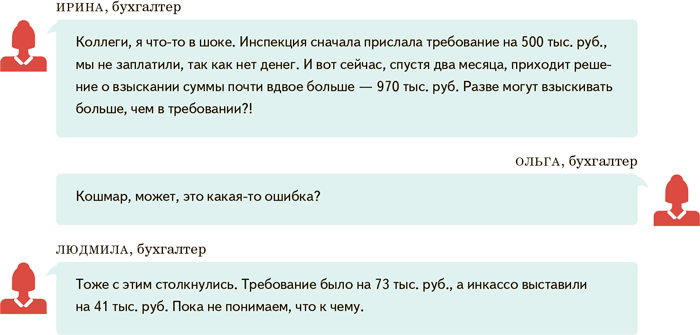 ИРИНА, бухгалтер
Коллеги, я что-то в шоке. Инспекция сначала прислала требование на 500 тыс. руб.,
мы не заплатили, так как нет денег. И вот сейчас, спустя два месяца, приходит реше-
ние о взыскании суммы почти вдвое больше — 970 тыс. руб. Разве могут взыскивать
больше, чем в требовании?!
ОЛЬГА, бухгалтер
Кошмар, может, это какая-то ошибка?
ЛЮДМИЛА, бухгалтер
Тоже с этим столкнулись. Требование было на 73 тыс. руб., а инкассо выставили
на 41 тыс. руб. Пока не понимаем, что к чему.